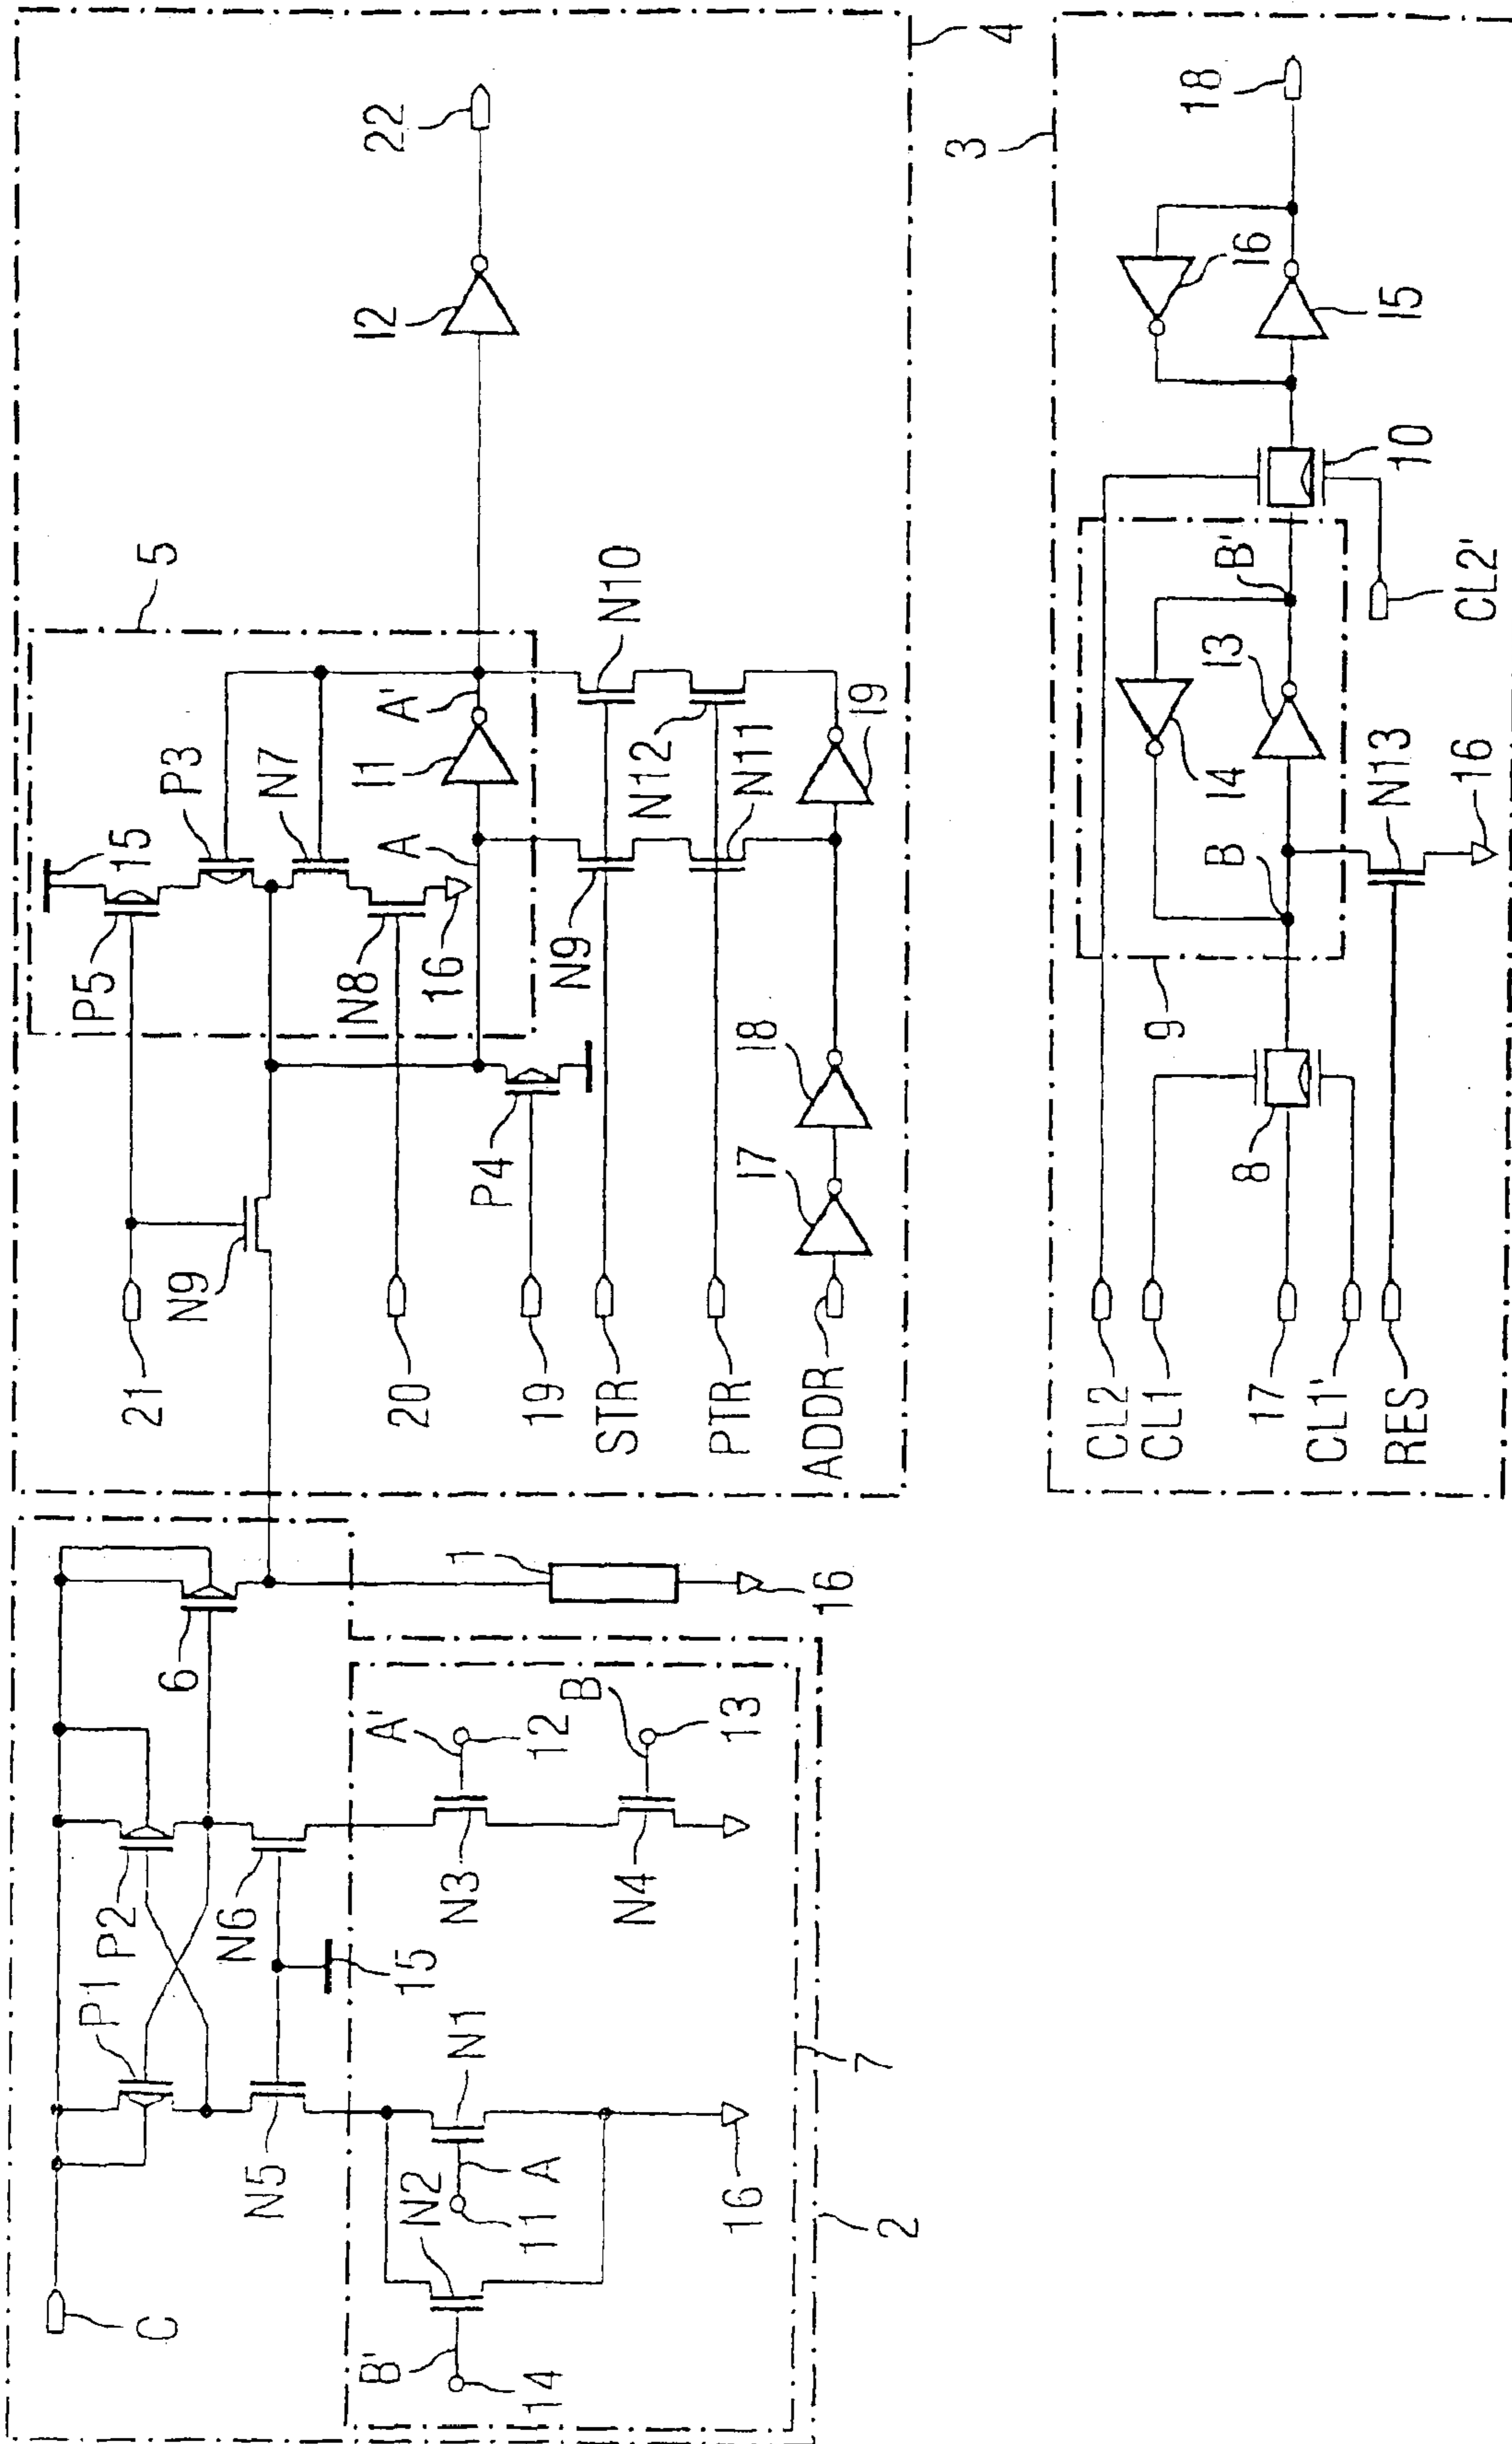 C
P1
P2
6
N5
N6
15
B'
14
N2
11
A
N1
N3
A'
12
N4
B
13
1
16
16
7
2
21
N9
20
19
P4
STR
PTR
ADDR
P5
15
P3
N7
N8
16
A
A'
I1
5
N9
N10
N12
N11
I7
I8
I9
I2
22
4
3
CL2
CL1
17
CL1'
RES
8
9
B
I4
I3
B'
N13
16
10
CL2'
I6
I5
18